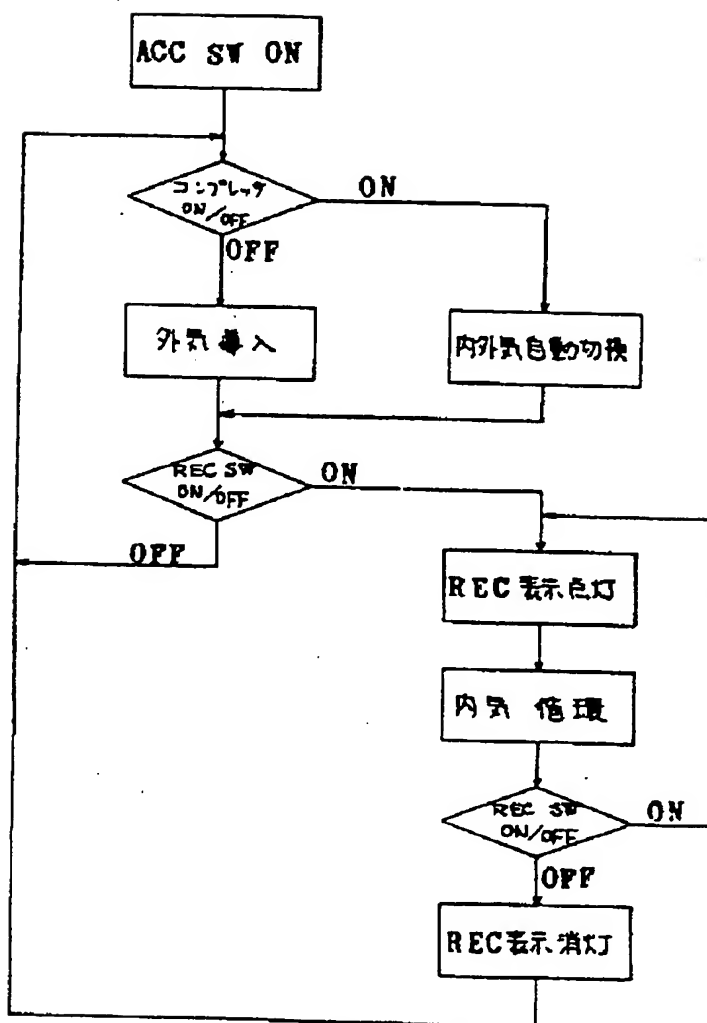 ACC SW ON
コンプレッサ
ON/OFF
ON
OFF
外気導入
内外気自動切換
REC SW
ON/OFF
ON
OFF
REC表示点灯
内気循環
REC SW
ON/OFF
ON
OFF
REC表示消灯